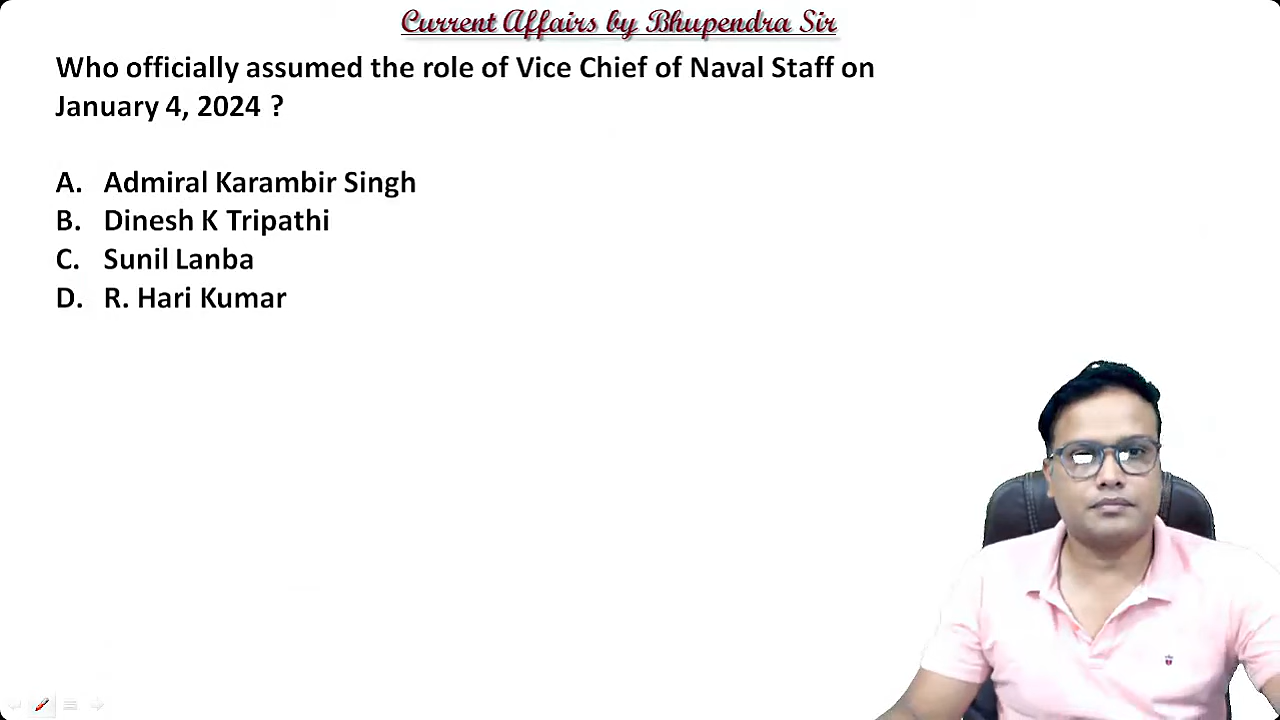 Current Affairs by Bhupendra Sir
Who officially assumed the role of Vice Chief of Naval Staff on
January 4, 2024 ?
A. Admiral Karambir Singh
B. Dinesh K Tripathi
C. Sunil Lanba
D. R. Hari Kumar